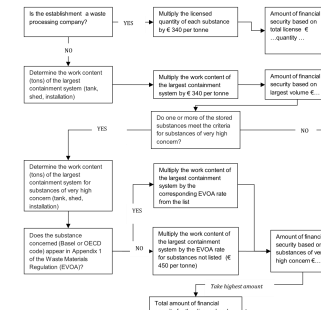 Is the establishment a waste
processing company?
YES
Multiply the licensed
quantity of each substance
by € 340 per tonne
Amount of financial
security based on
total license €
...quantity ...
NO
Determine the work content
(tons) of the largest
containment system (tank,
shed, installation)
Multiply the work content of
the largest containment
system by € 340 per tonne
Amount of financial
security based on
largest volume €...
Do one or more of the stored
substances meet the criteria
for substances of very high
concern?
YES
NO
Determine the work content
(tons) of the largest
containment system for
substances of very high
concern (tank, shed,
installation)
Multiply the work content of
the largest containment
system by the
corresponding EVOA rate
from the list
YES
Does the substance
concerned (Basel or OECD
code) appear in Appendix 1
of the Waste Materials
Regulation (EVOA)?
NO
Multiply the work content of
the largest containment
system by the EVOA rate
for substances not listed (€
450 per tonne)
Amount of financ
security based or
substances of ver
high concern €...
Take highest amount
Total amount of financial